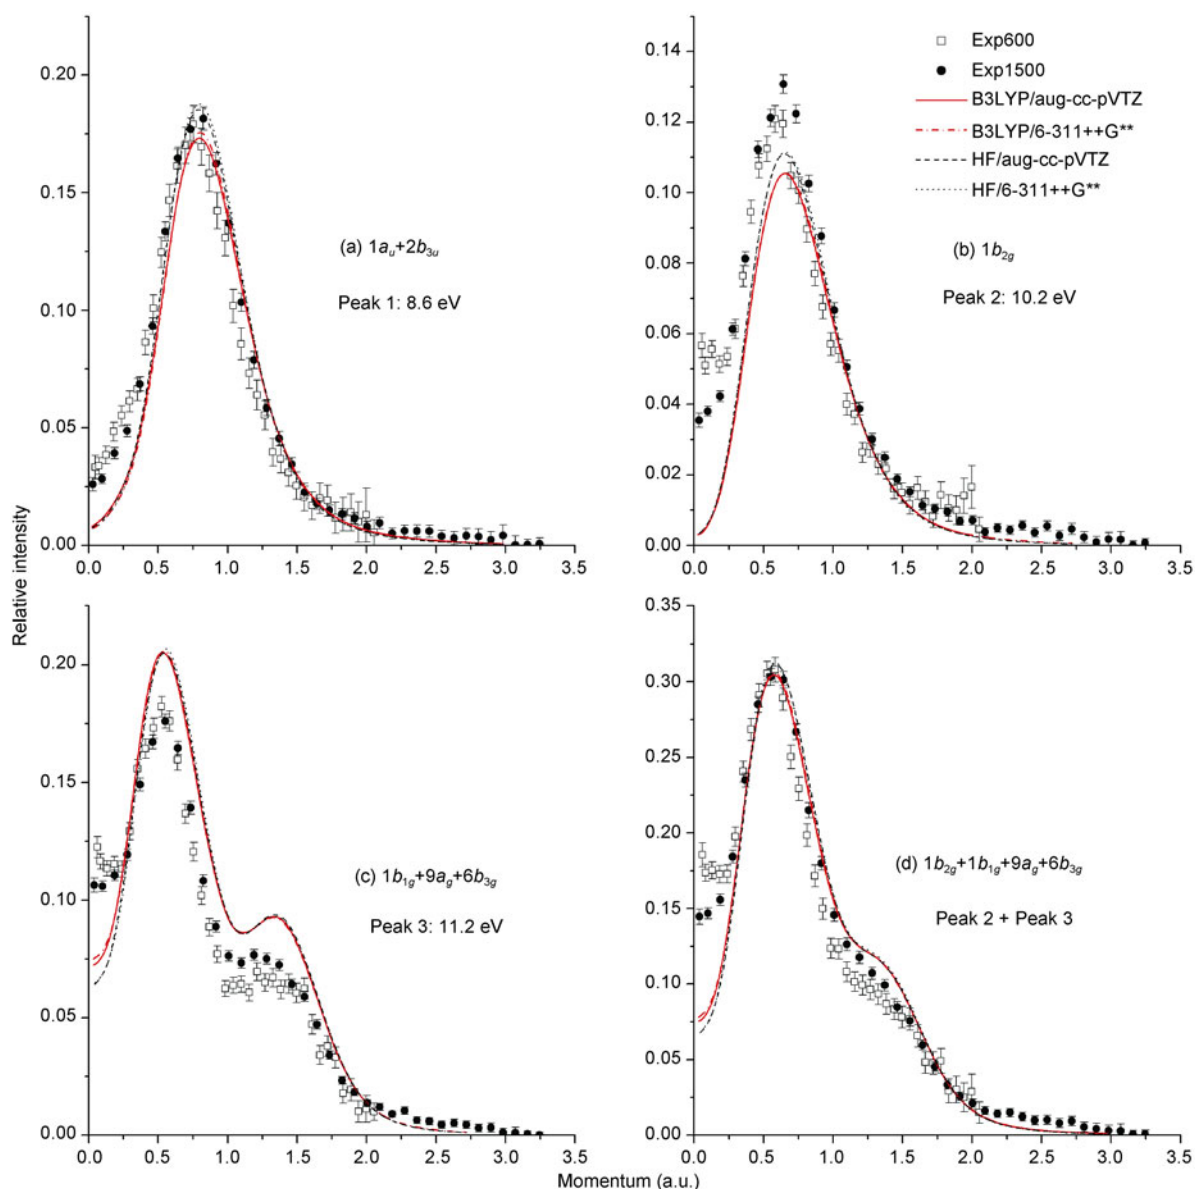 0.20
0.15
0.10
0.05
0.00
0.0 0.5 1.0 1.5 2.0 2.5 3.0 3.5
(a) 1aᵤ+2b₃ᵤ
Peak 1: 8.6 eV
0.14
0.12
0.10
0.08
0.06
0.04
0.02
0.00
0.0 0.5 1.0 1.5 2.0 2.5 3.0 3.5
Exp600
Exp1500
B3LYP/aug-cc-pVTZ
B3LYP/6-311++G**
HF/aug-cc-pVTZ
HF/6-311++G**
(b) 1b₂g
Peak 2: 10.2 eV
Relative intensity
0.20
0.15
0.10
0.05
0.00
0.0 0.5 1.0 1.5 2.0 2.5 3.0 3.5
(c) 1b₁g+9ag+6b₃g
Peak 3: 11.2 eV
0.35
0.30
0.25
0.20
0.15
0.10
0.05
0.00
0.0 0.5 1.0 1.5 2.0 2.5 3.0 3.5
(d) 1b₂g+1b₁g+9ag+6b₃g
Peak 2 + Peak 3
Momentum (a.u.)